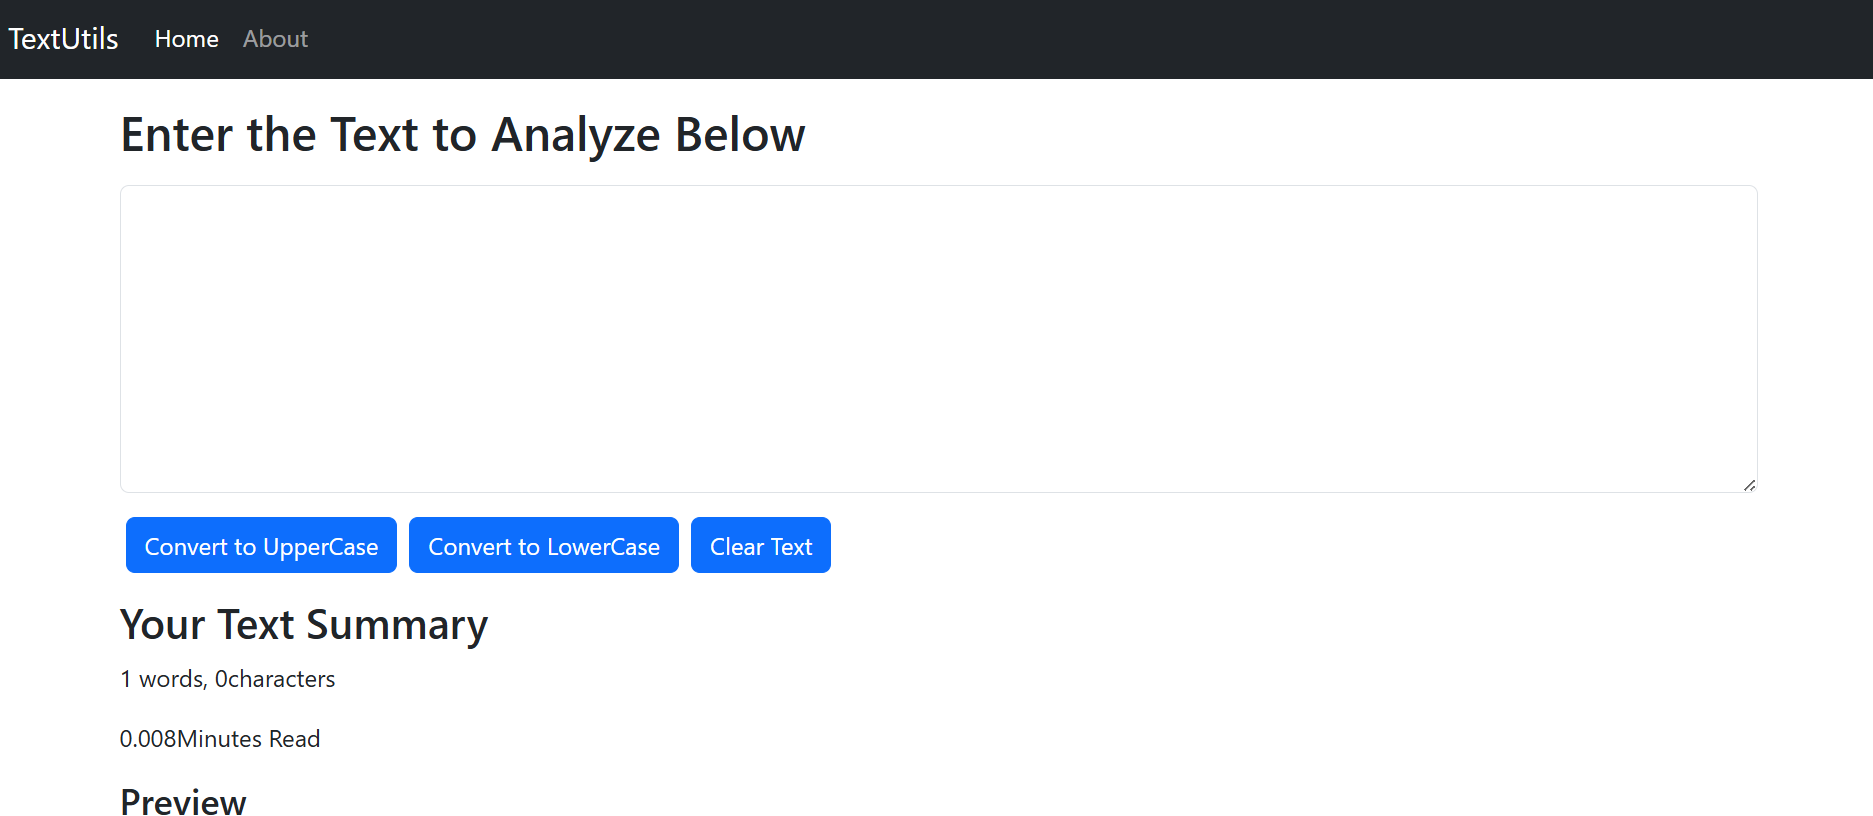 TextUtils Home About
Enter the Text to Analyze Below
Convert to UpperCase Convert to LowerCase Clear Text
Your Text Summary
1 words, 0characters
0.008Minutes Read
Preview